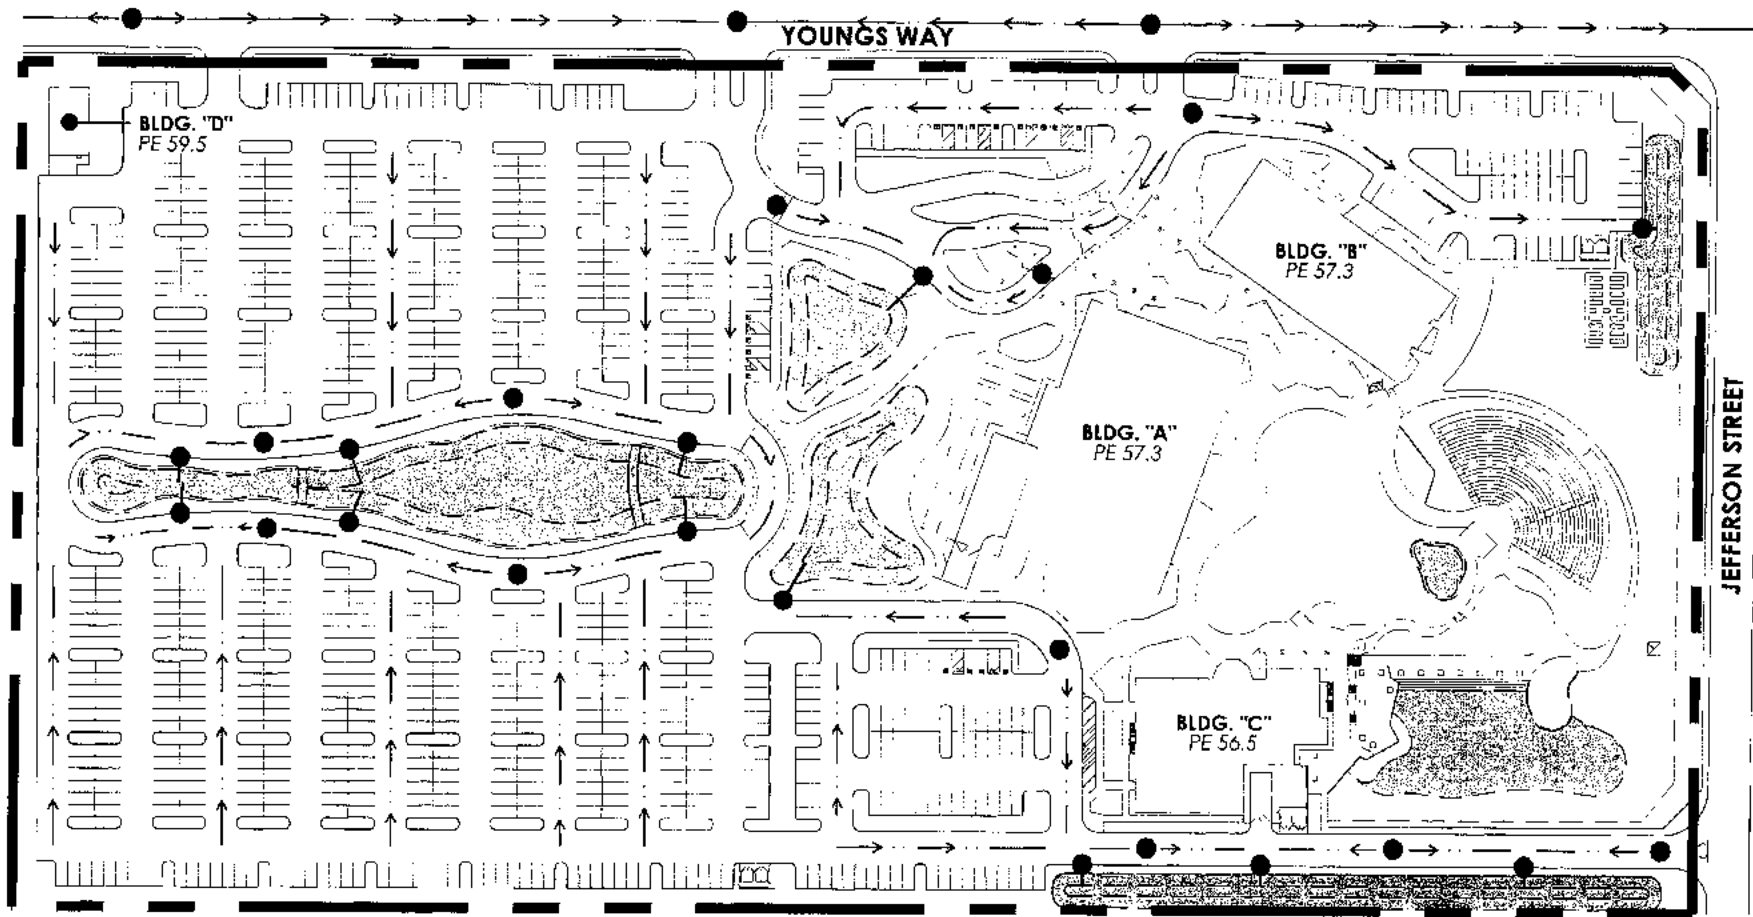 YOUNGS WAY
BLDG. "D"
PE 59.5
BLDG. "B"
PE 57.3
BLDG. "A"
PE 57.3
JEFFERSON STREET
BLDG. "C"
PE 56.5